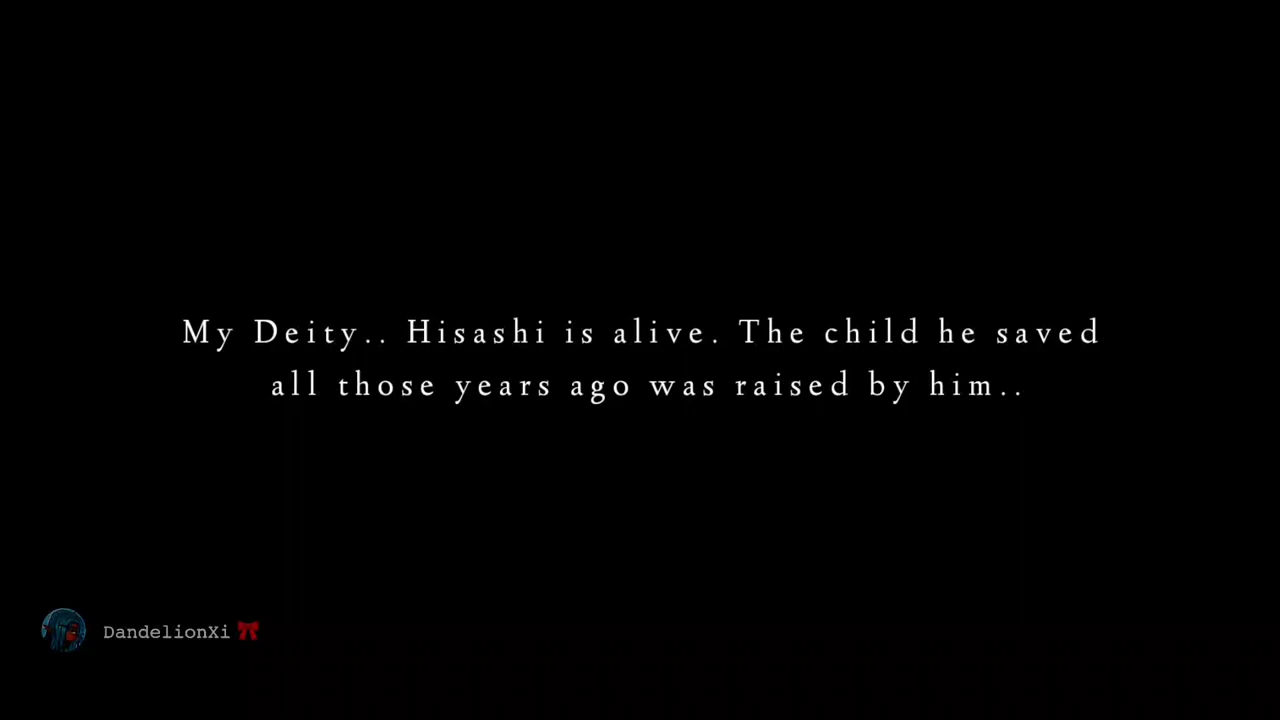 My Deity.. Hisashi is alive. The child he saved
all those years ago was raised by him..
DandelionXi